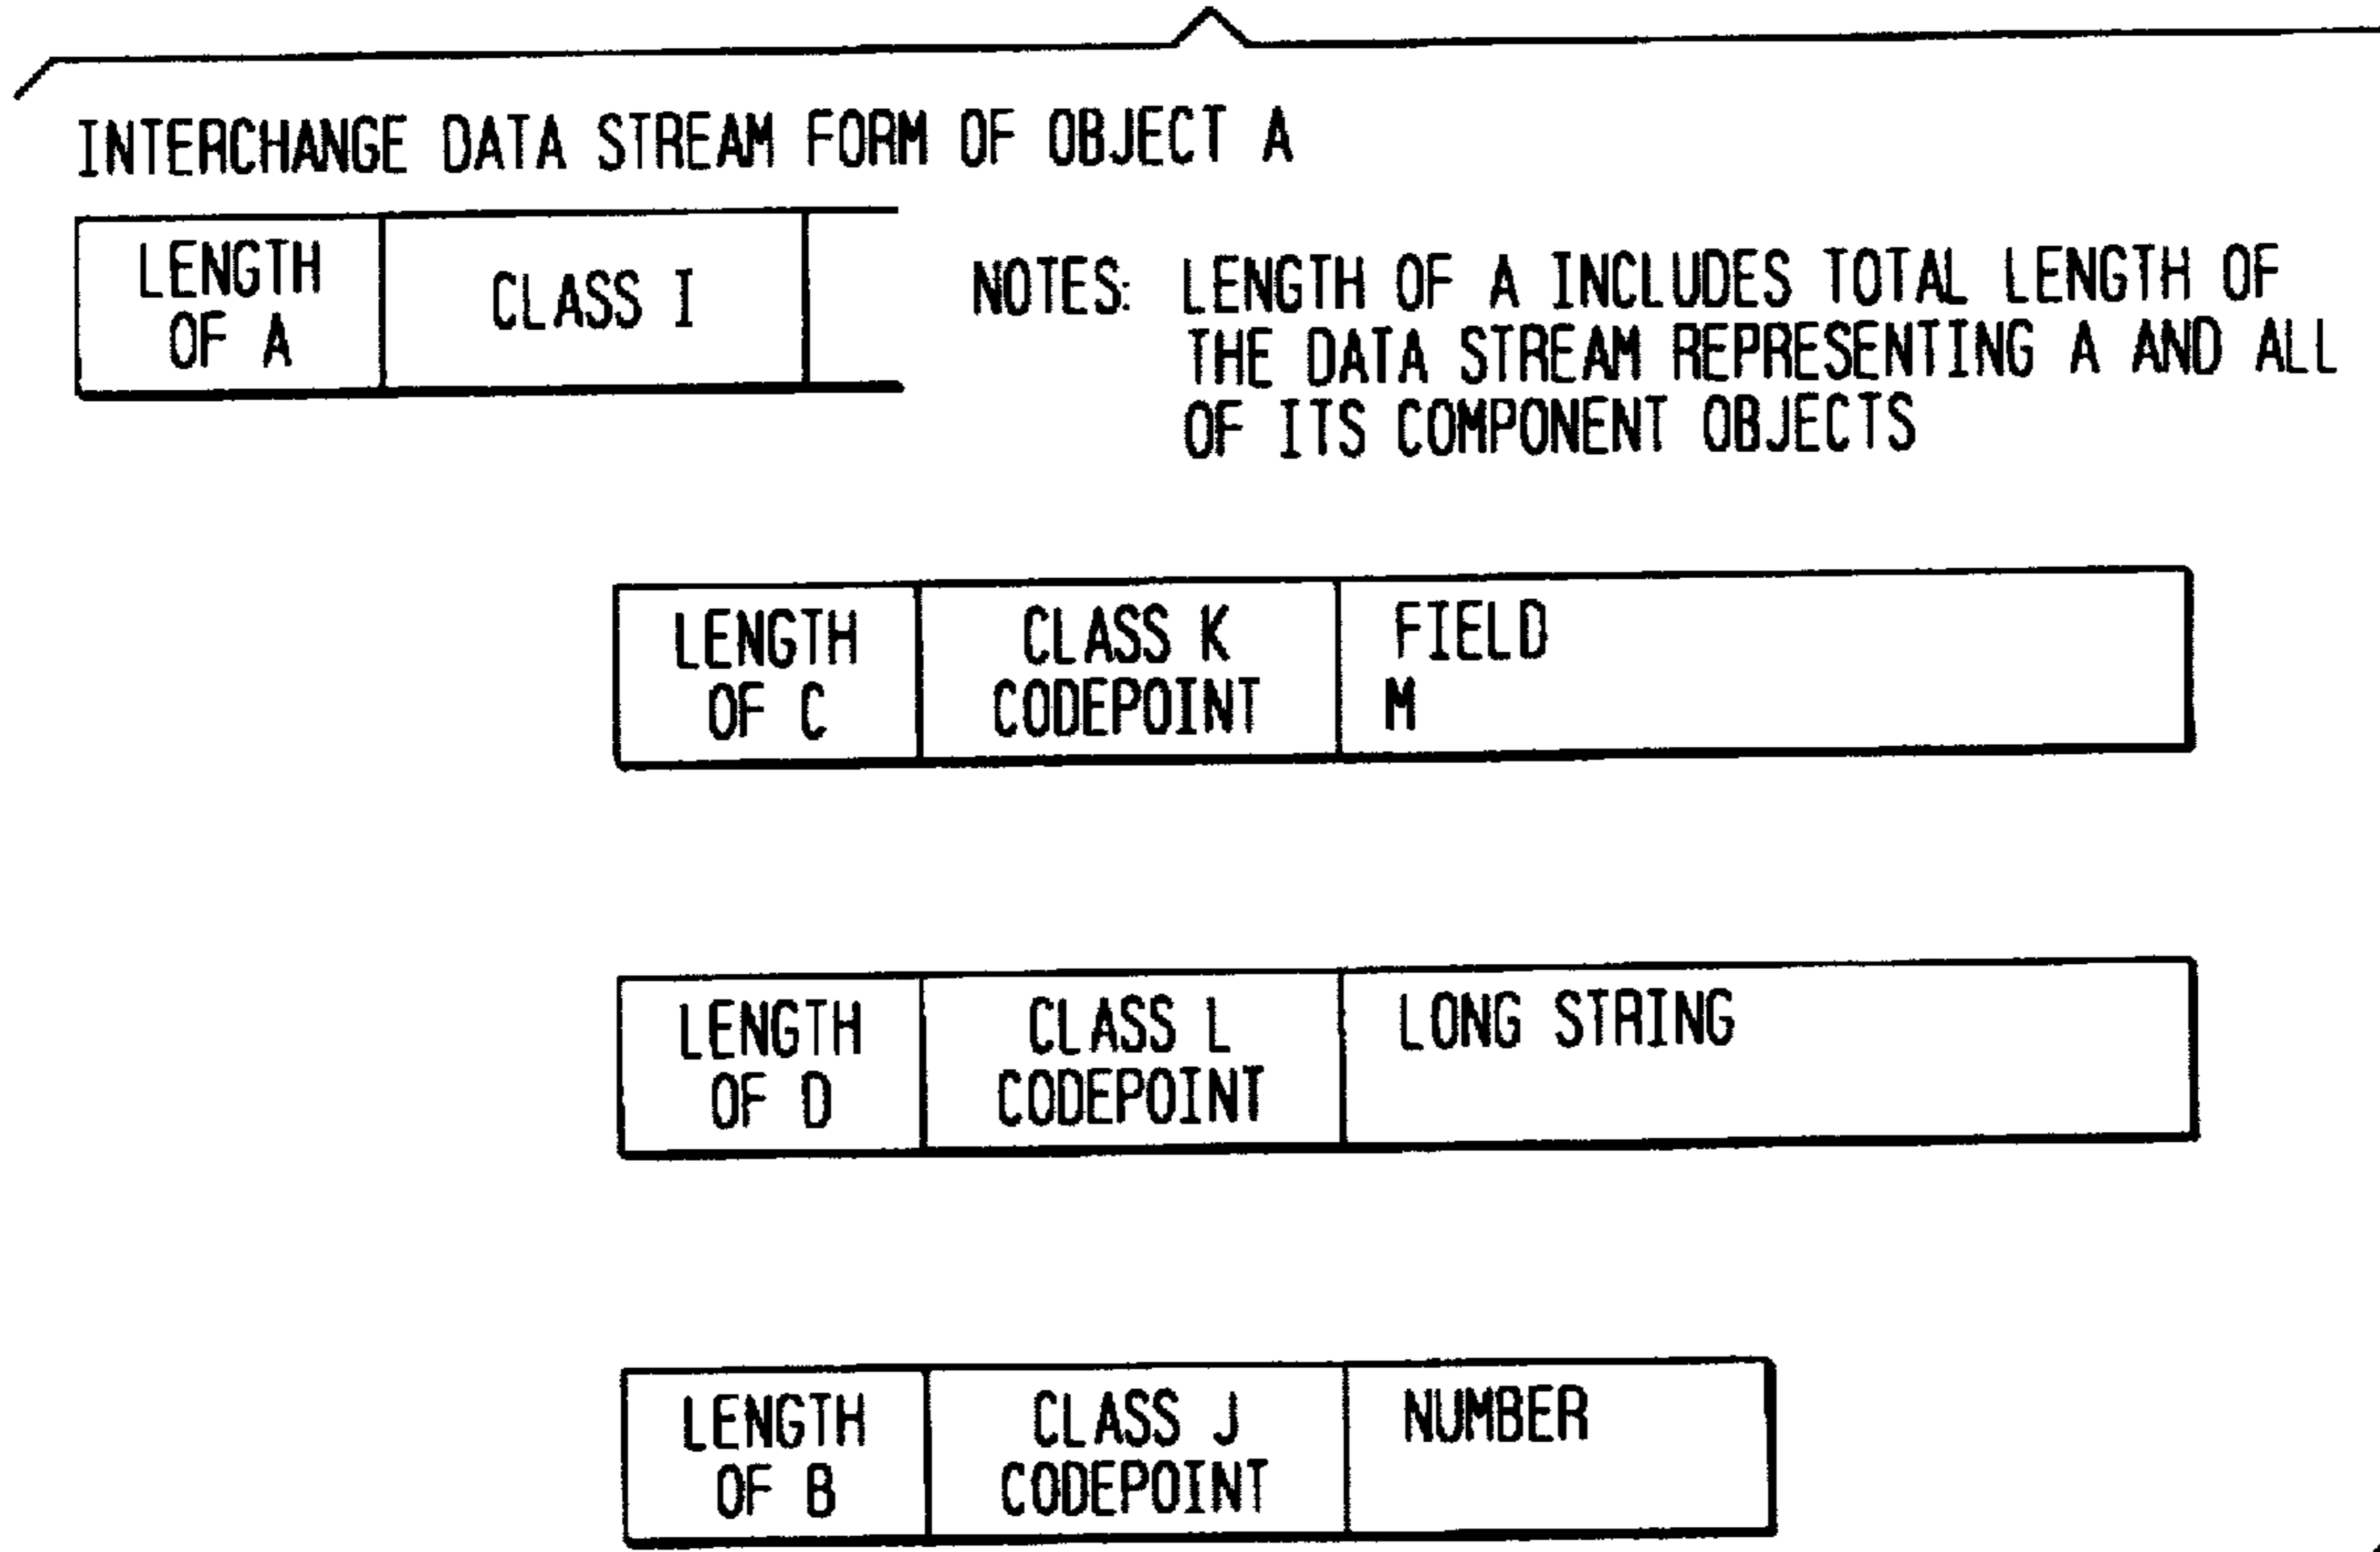 INTERCHANGE DATA STREAM FORM OF OBJECT A
LENGTH
OF A
CLASS I
NOTES: LENGTH OF A INCLUDES TOTAL LENGTH OF
THE DATA STREAM REPRESENTING A AND ALL
OF ITS COMPONENT OBJECTS
LENGTH
OF C
CLASS K
CODEPOINT
FIELD
M
LENGTH
OF D
CLASS L
CODEPOINT
LONG STRING
LENGTH
OF B
CLASS J
CODEPOINT
NUMBER